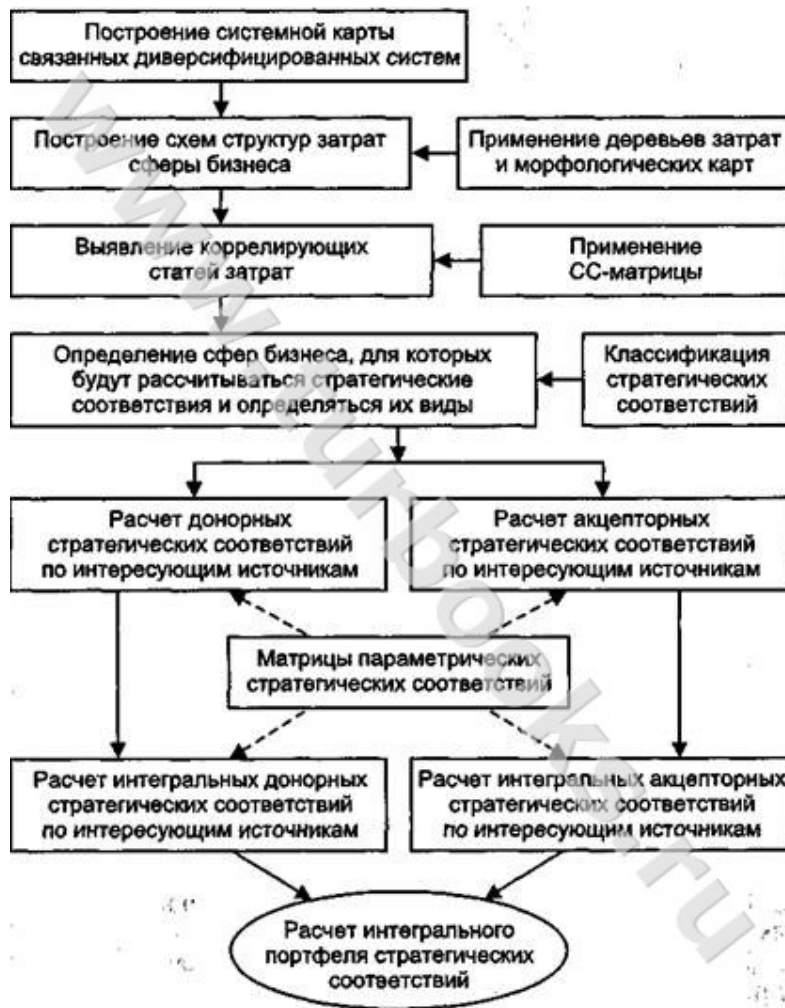 Построение системной карты
связанных диверсифицированных систем
Построение схем структур затрат
сферы бизнеса
Применение деревьев затрат
и морфологических карт
Выявление коррелирующих
статей затрат
Применение
СС-матрицы
Определение сфер бизнеса, для которых
будут рассчитываться стратегические
соответствия и определяться их виды
Классификация
стратегических
соответствий
Расчет донорных
стратегических соответствий
по интересующим источникам
Расчет акцепторных
стратегических соответствий
по интересующим источникам
Матрицы параметрических
стратегических соответствий
Расчет интегральных донорных
стратегических соответствий
по интересующим источникам
Расчет интегральных акцепторных
стратегических соответствий
по интересующим источникам
Расчет интегрального
портфеля стратегических
соответствий
www.turbooks.ru